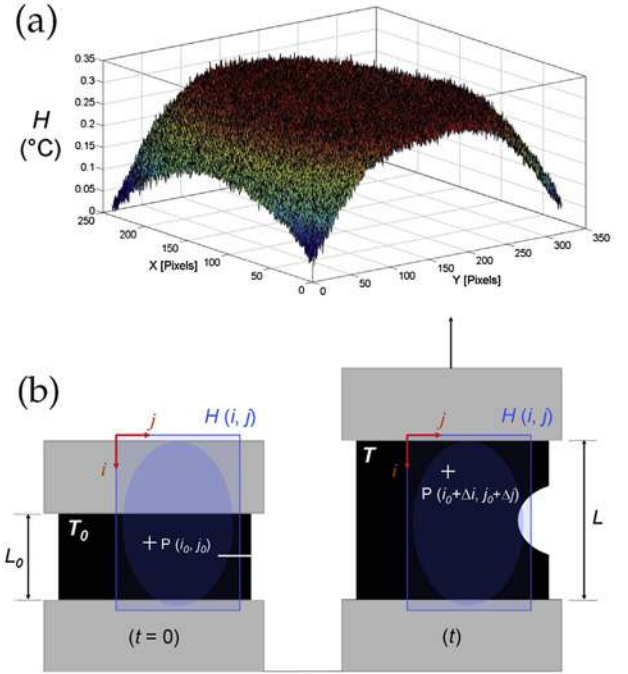 (a)
0.35
0.3
0.25
0.2
0.15
0.1
0.05
0
H
(°C)
250
200
150
100
50
0
X [Pixels]
0
50
100
150
200
250
300
350
Y [Pixels]
(b)
H (i, j)
j
i
T₀
P (i₀, j₀)
L₀
(t = 0)
H (i, j)
j
i
T
P (i₀+Δi, j₀+Δj)
L
(t)